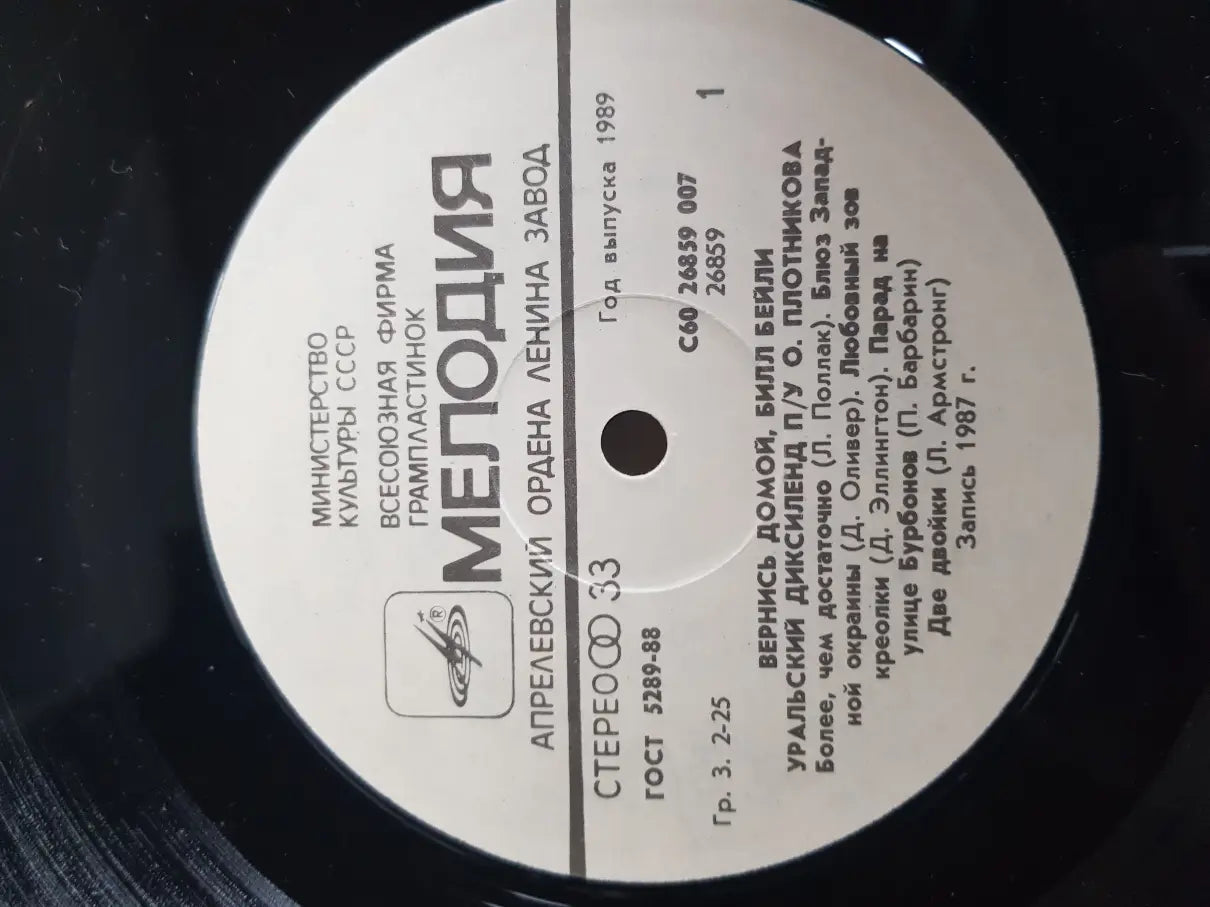 МИНИСТЕРСТВО
КУЛЬТУРЫ СССР
ВСЕСОЮЗНАЯ ФИРМА
ГРАМПЛАСТИНОК
МЕЛОДИЯ
®
АПРЕЛЕВСКИЙ ОРДЕНА ЛЕНИНА ЗАВОД
СТЕРЕО 33
Год выпуска 1989
ГОСТ 5289-88
С60 26859 007
26859
1
Гр. 3. 2-25
ВЕРНИСЬ ДОМОЙ, БИЛЛ БЕЙЛИ
УРАЛЬСКИЙ ДИКСИЛЕНД П/У О. ПЛОТНИКОВА
Более, чем достаточно (Л. Поллак). Блюз Запад-
ной окраины (Д. Оливер). Любовный зов
креолки (Д. Эллингтон). Парад на
улице Бурбонов (П. Барбарин)
Две двойки (Л. Армстронг)
Запись 1987 г.